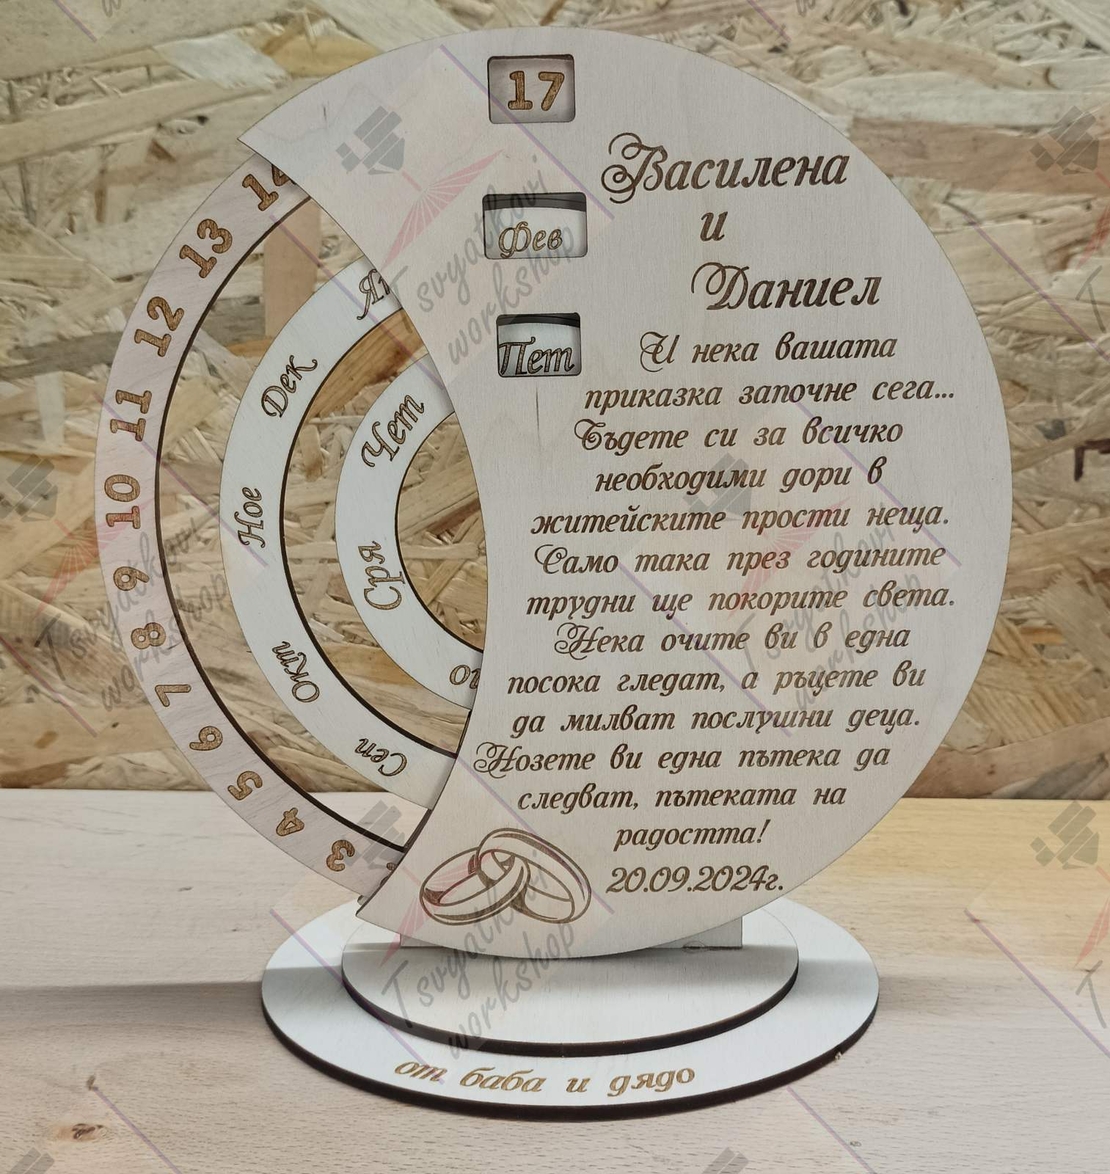 17
Фев
Пет
Василена
и
Даниел
И нека вашата
приказка започне сега...
Бъдете си за всичко
необходими дори в
житейските прости неща.
Само така през годините
трудни ще покорите света.
Нека очите ви в една
посока гледат, а ръцете ви
да милват послушни деца.
Нозете ви една пътека да
следват, пътеката на
радостта!
20.09.2024г.
от баба и дядо
14
13
12
11
10
9
8
7
6
5
4
3
Дек
Ное
Окт
Сеп
Чет
Сря
Tsvyatkovi
workshop